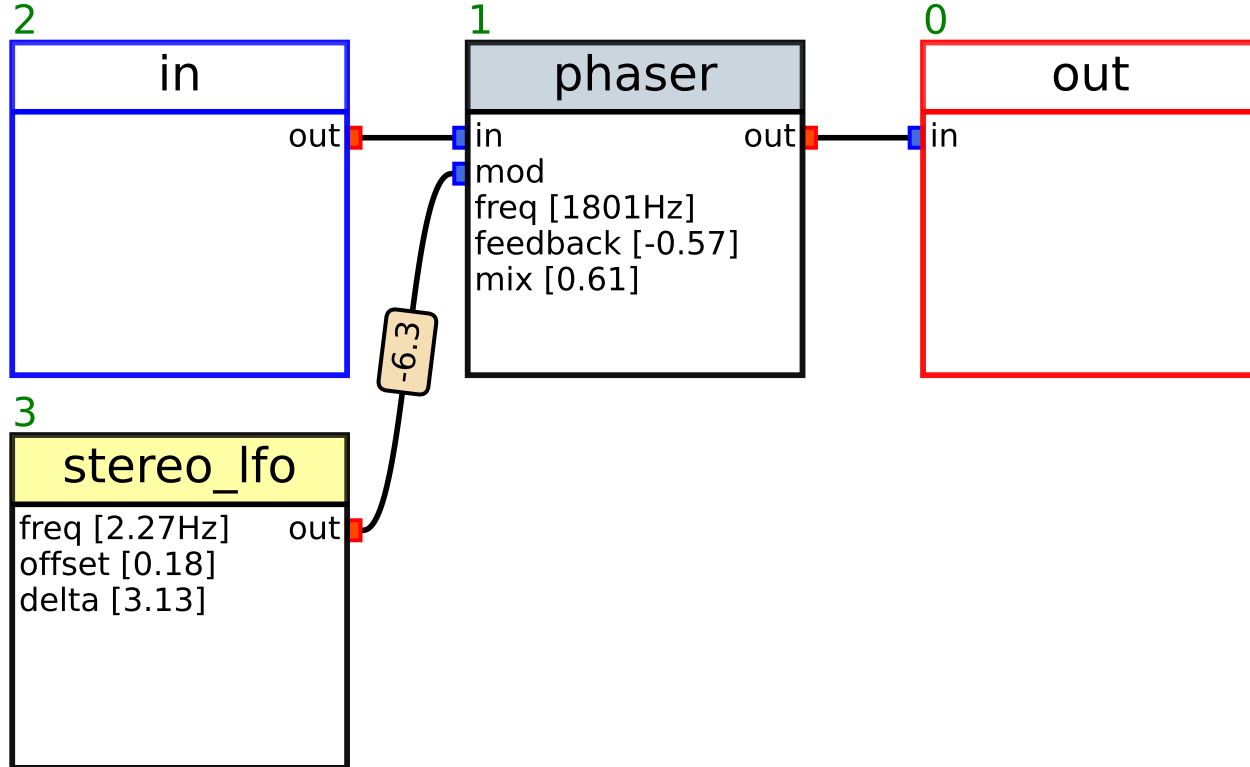 2
in
out
1
phaser
in
out
mod
freq [1801Hz]
feedback [-0.57]
mix [0.61]
0
out
in
-6.3
3
stereo_lfo
freq [2.27Hz]
out
offset [0.18]
delta [3.13]